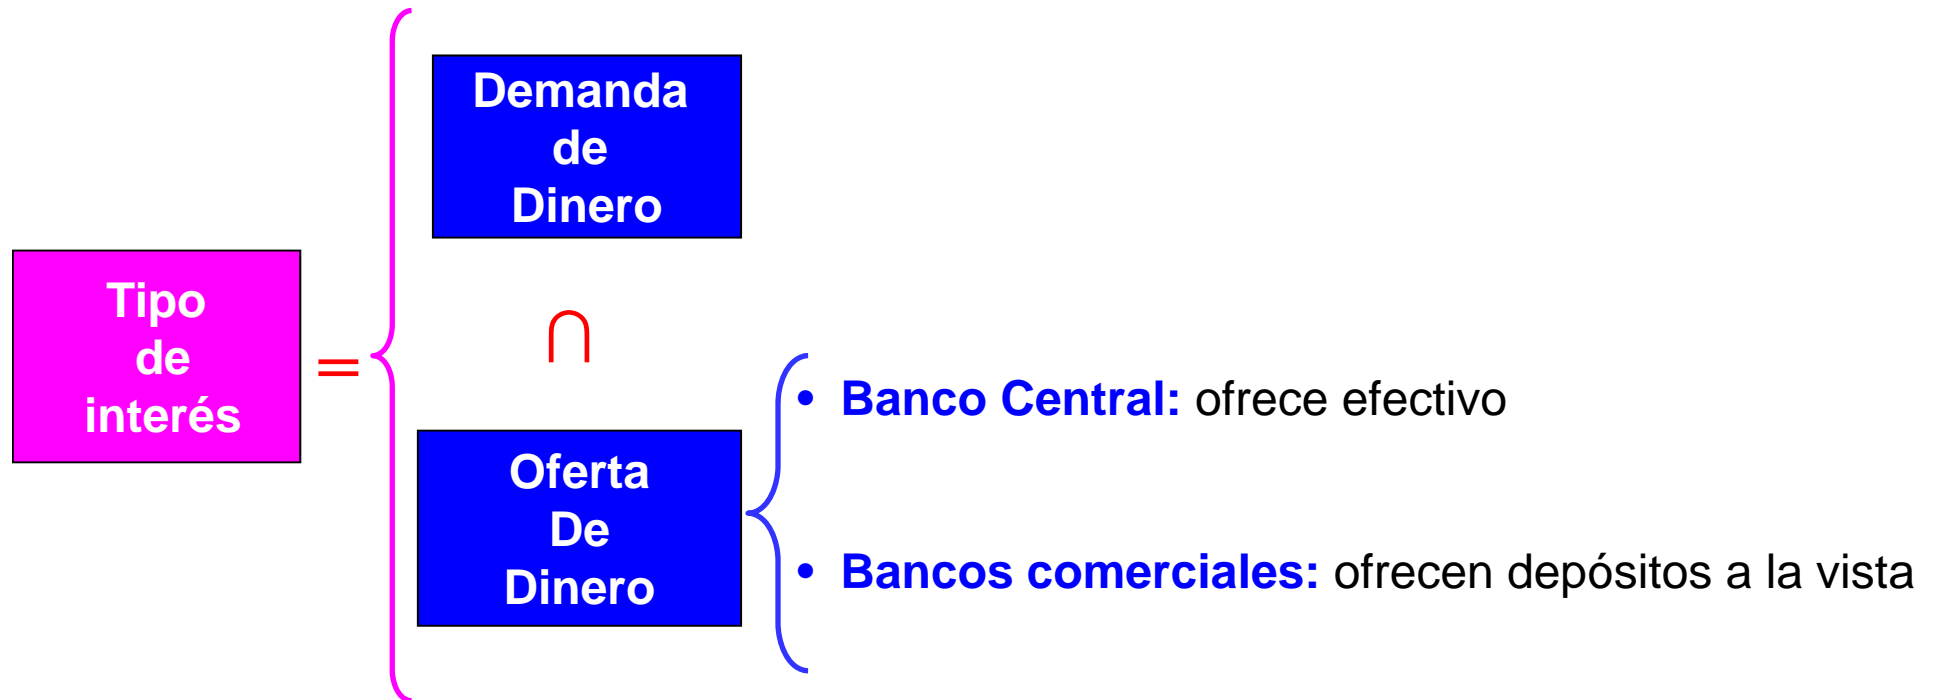 Demanda
de
Dinero
Tipo
de
interés
=
∩
• Banco Central: ofrece efectivo
Oferta
De
Dinero
• Bancos comerciales: ofrecen depósitos a la vista